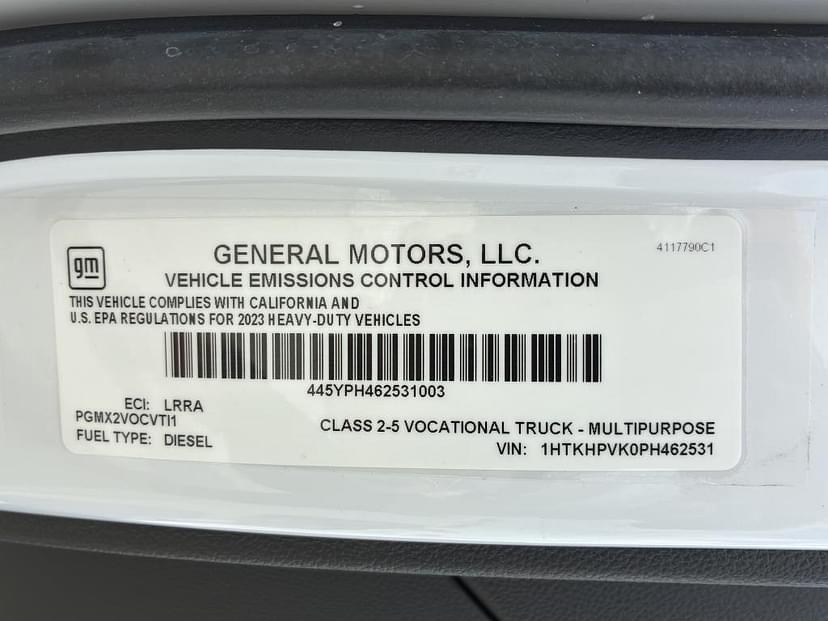 gm
GENERAL MOTORS, LLC.
4117790C1
VEHICLE EMISSIONS CONTROL INFORMATION
THIS VEHICLE COMPLIES WITH CALIFORNIA AND
U.S. EPA REGULATIONS FOR 2023 HEAVY-DUTY VEHICLES
445YPH462531003
ECI: LRRA
PGMX2VOCVTI1
FUEL TYPE: DIESEL
CLASS 2-5 VOCATIONAL TRUCK - MULTIPURPOSE
VIN: 1HTKHPVK0PH462531